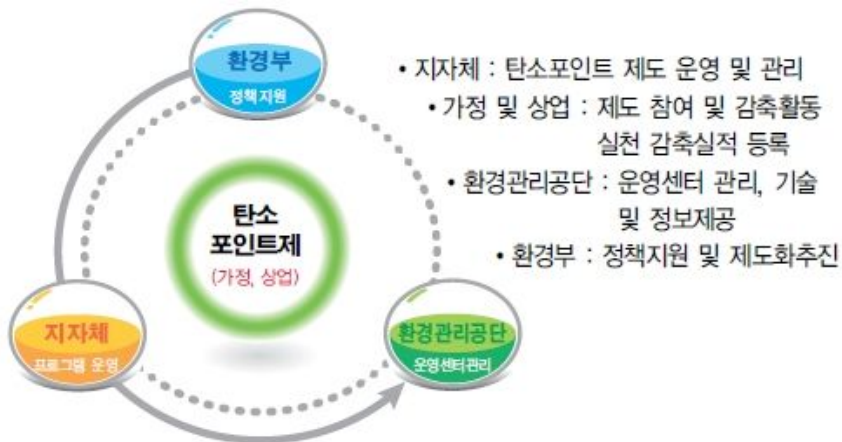 환경부
정책지원
탄소
포인트제
(가정, 상업)
지자체
프로그램 운영
환경관리공단
운영센터관리
• 지자체 : 탄소포인트 제도 운영 및 관리
• 가정 및 상업 : 제도 참여 및 감축활동
실천 감축실적 등록
• 환경관리공단 : 운영센터 관리, 기술
및 정보제공
• 환경부 : 정책지원 및 제도화추진